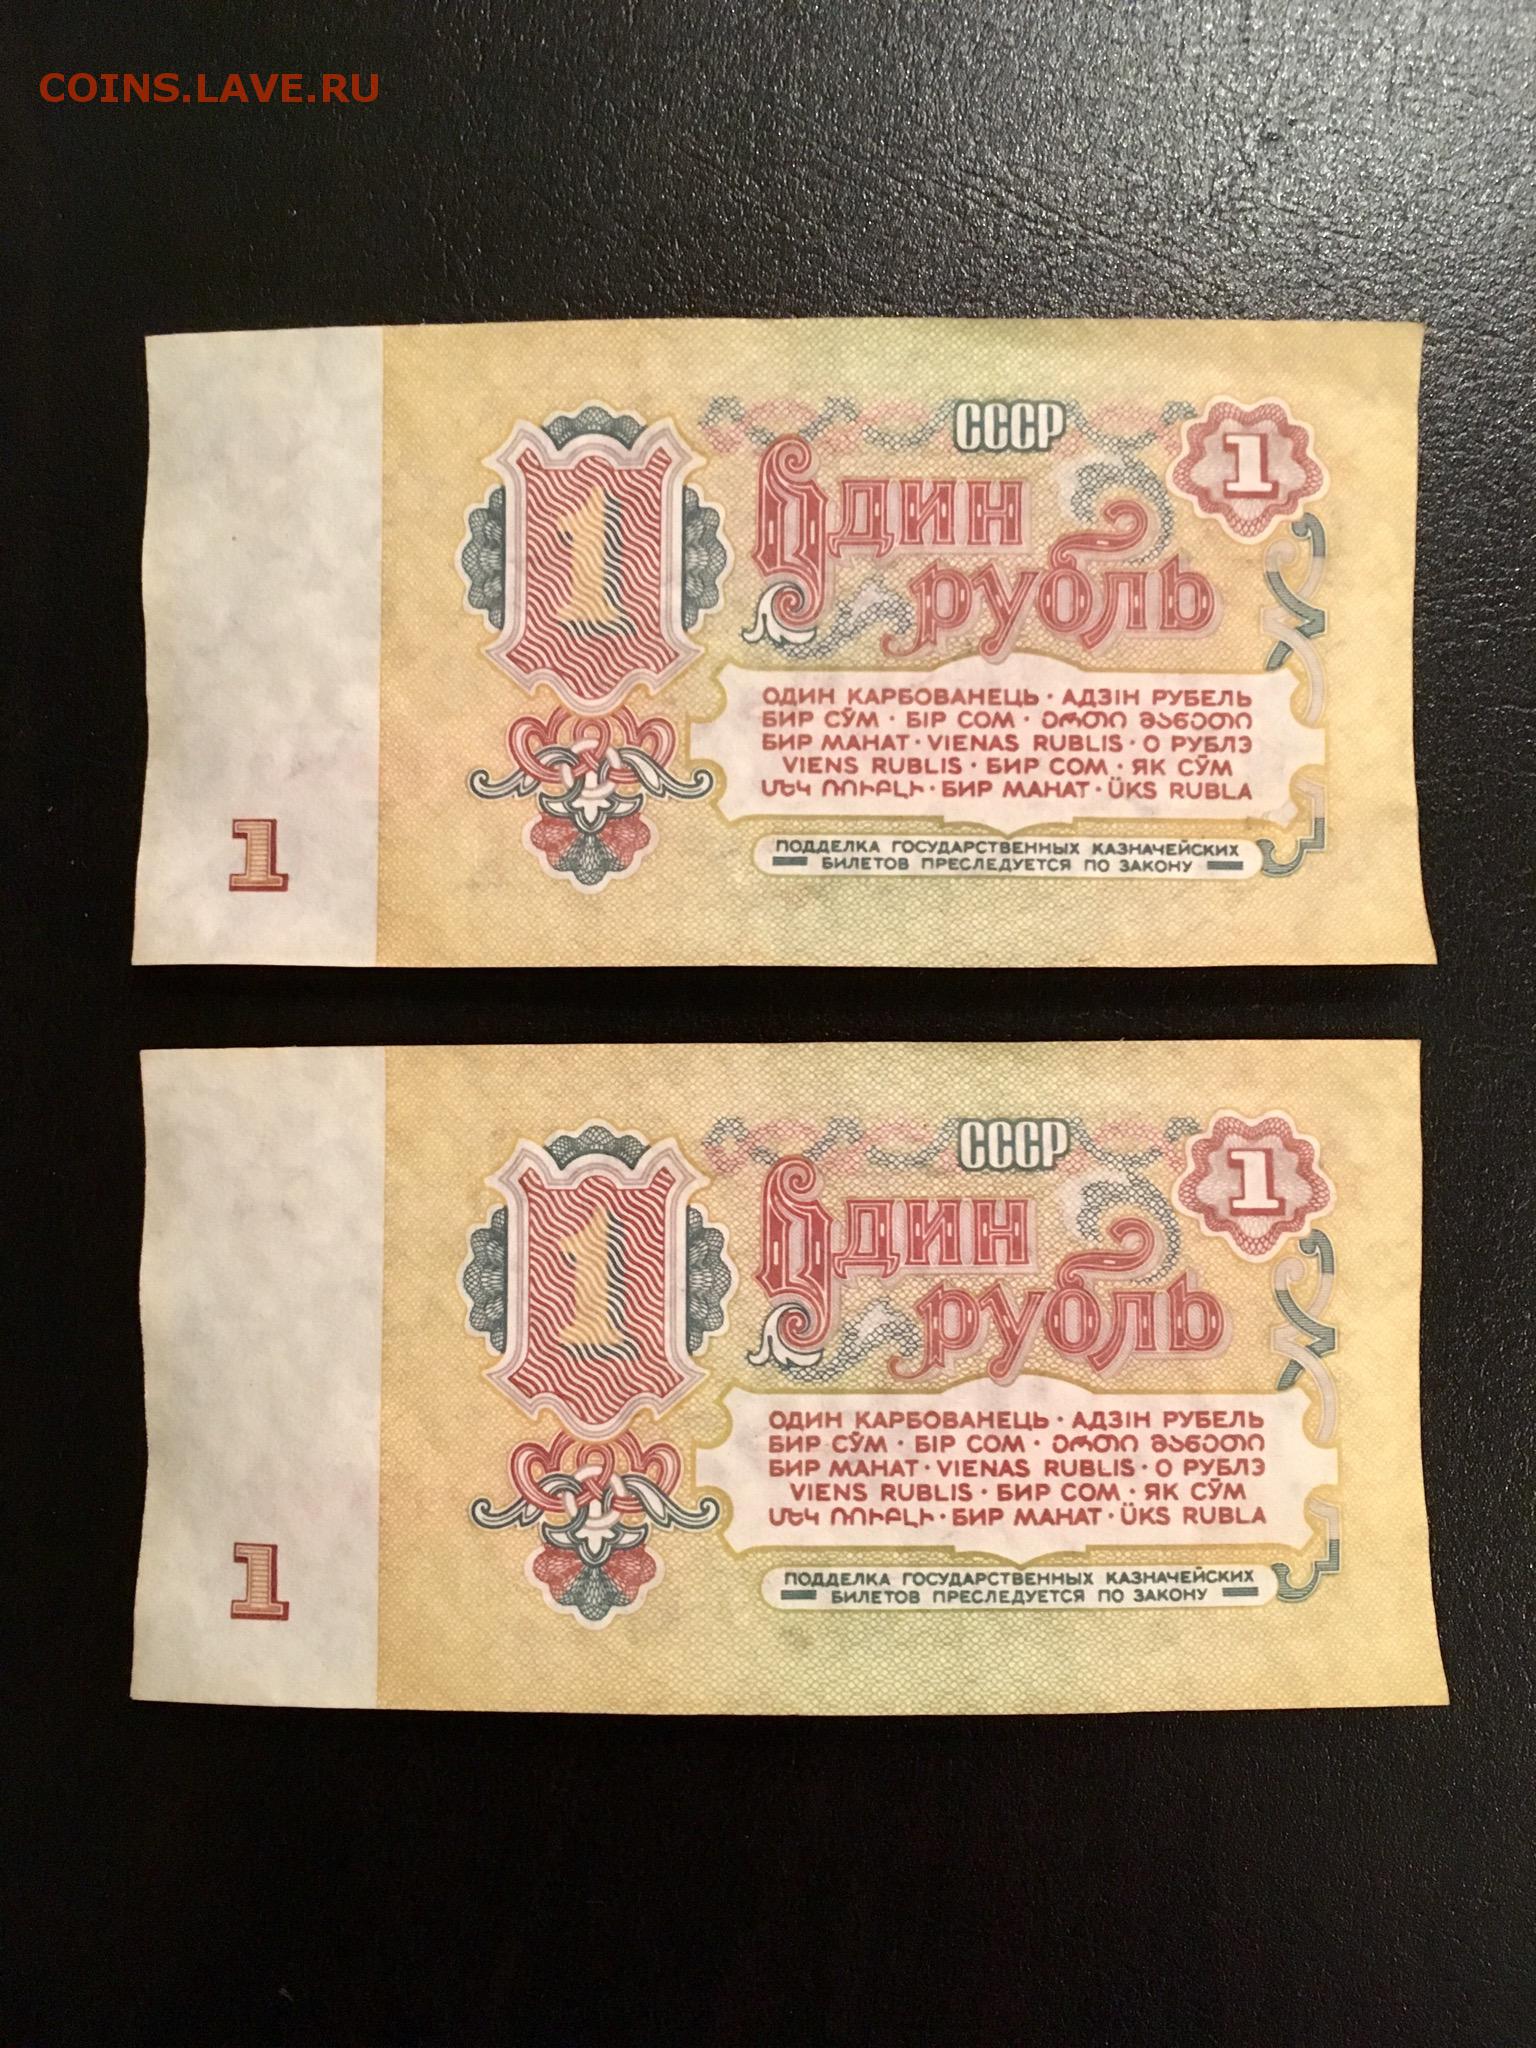 COINS.LAVE.RU
СССР
1
1
Один
рубль
ОДИН КАРБОВАНЕЦЬ · АДЗІН РУБЕЛЬ
БИР СЎМ · БІР СОМ · ერთი მანეთი
БИР МАНАТ · VIENAS RUBLIS · О РУБЛЭ
VIENS RUBLIS · БИР СОМ · ЯК СӮМ
ՄԵԿ ՌՈՒԲԼԻ · БИР МАНАТ · ÜKS RUBLA
1
ПОДДЕЛКА ГОСУДАРСТВЕННЫХ КАЗНАЧЕЙСКИХ
БИЛЕТОВ ПРЕСЛЕДУЕТСЯ ПО ЗАКОНУ
СССР
1
1
Один
рубль
ОДИН КАРБОВАНЕЦЬ · АДЗІН РУБЕЛЬ
БИР СЎМ · БІР СОМ · ერთი მანეთი
БИР МАНАТ · VIENAS RUBLIS · О РУБЛЭ
VIENS RUBLIS · БИР СОМ · ЯК СӮМ
ՄԵԿ ՌՈՒԲԼԻ · БИР МАНАТ · ÜKS RUBLA
1
ПОДДЕЛКА ГОСУДАРСТВЕННЫХ КАЗНАЧЕЙСКИХ
БИЛЕТОВ ПРЕСЛЕДУЕТСЯ ПО ЗАКОНУ